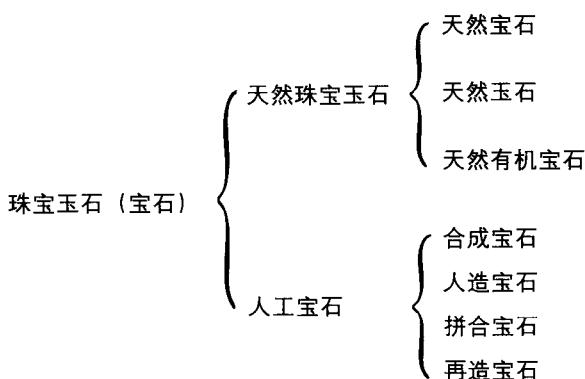 珠宝玉石（宝石）
天然珠宝玉石
天然宝石
天然玉石
天然有机宝石
人工宝石
合成宝石
人造宝石
拼合宝石
再造宝石